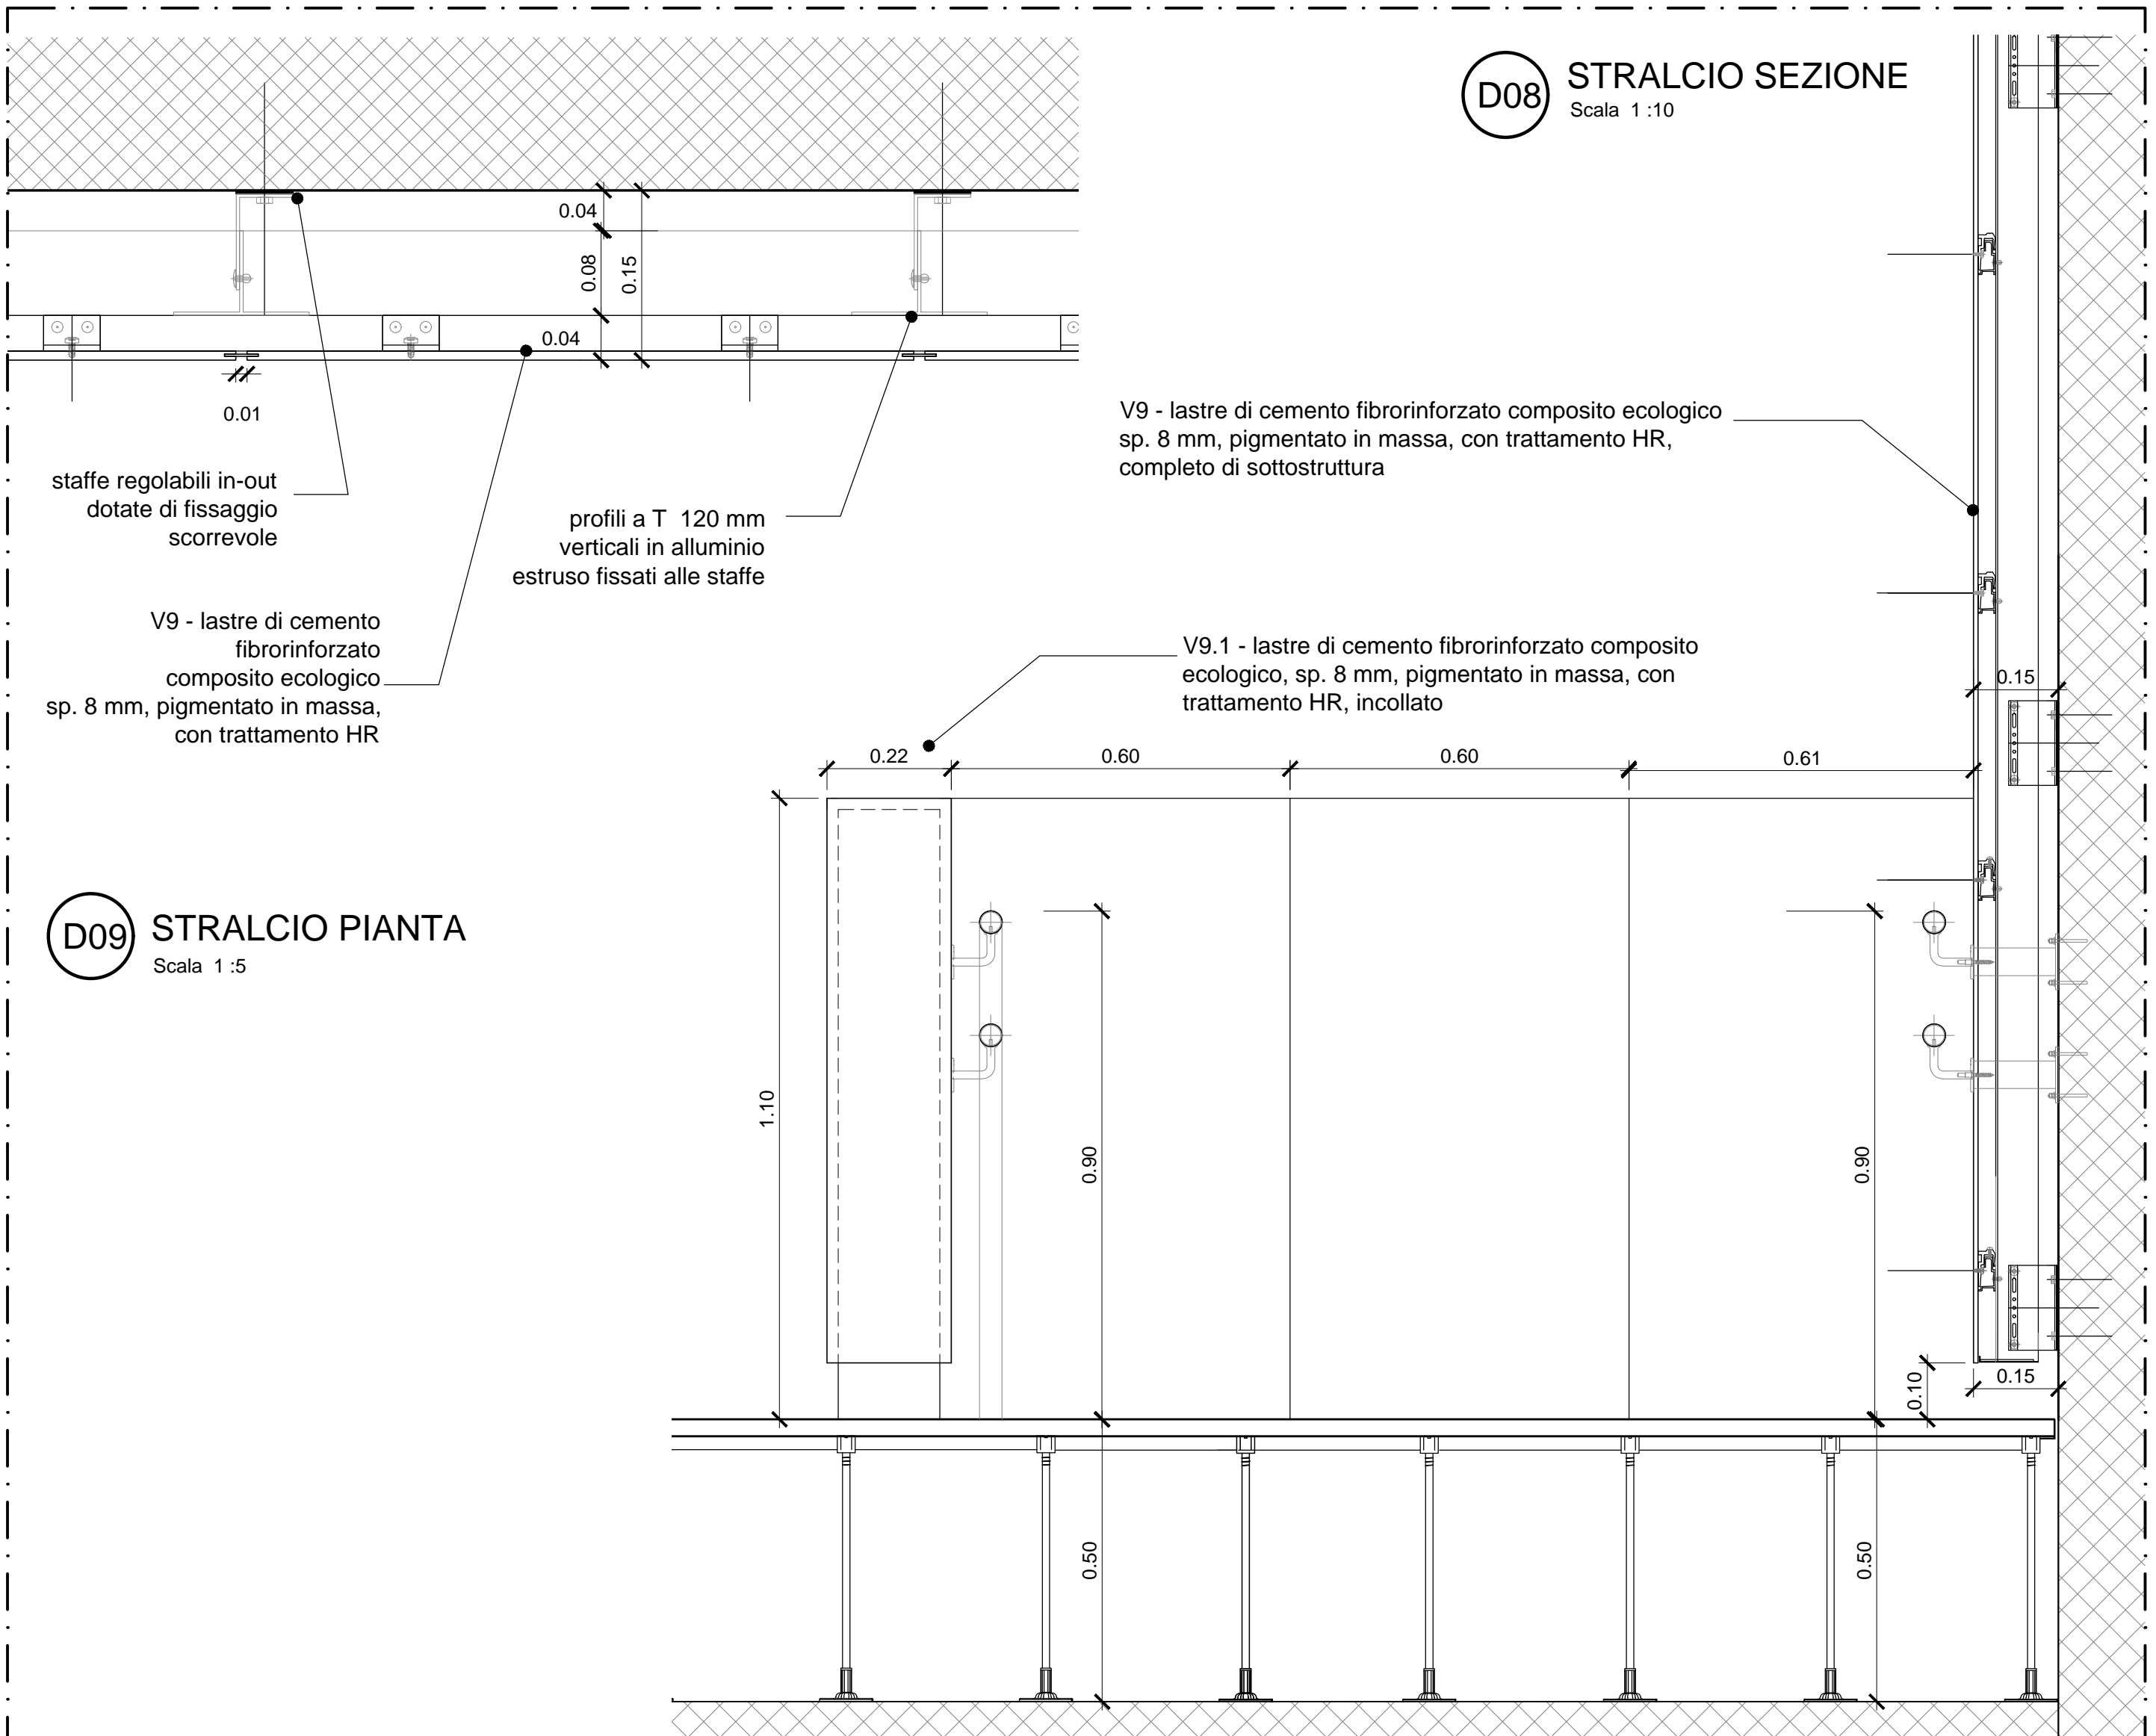 D08
STRALCIO SEZIONE
Scala 1 :10
0.04
0.08
0.15
0.04
0.01
staffe regolabili in-out
dotate di fissaggio
scorrevole
profili a T 120 mm
verticali in alluminio
estruso fissati alle staffe
V9 - lastre di cemento
fibrorinforzato
composito ecologico
sp. 8 mm, pigmentato in massa,
con trattamento HR
V9 - lastre di cemento fibrorinforzato composito ecologico
sp. 8 mm, pigmentato in massa, con trattamento HR,
completo di sottostruttura
V9.1 - lastre di cemento fibrorinforzato composito
ecologico, sp. 8 mm, pigmentato in massa, con
trattamento HR, incollato
0.15
0.22
0.60
0.60
0.61
D09
STRALCIO PIANTA
Scala 1 :5
1.10
0.90
0.90
0.10
0.15
0.50
0.50